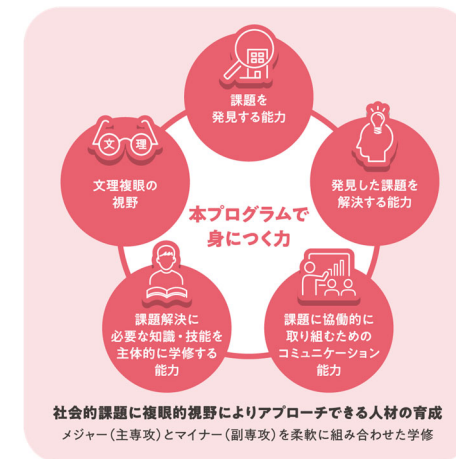 課題を
発見する能力
文
理
文理複眼の
視野
発見した課題を
解決する能力
本プログラムで
身につく力
課題解決に
必要な知識・技能を
主体的に学修する
能力
課題に協働的に
取り組むための
コミュニケーション
能力
社会的課題に複眼的視野によりアプローチできる人材の育成
メジャー(主専攻)とマイナー(副専攻)を柔軟に組み合わせた学修